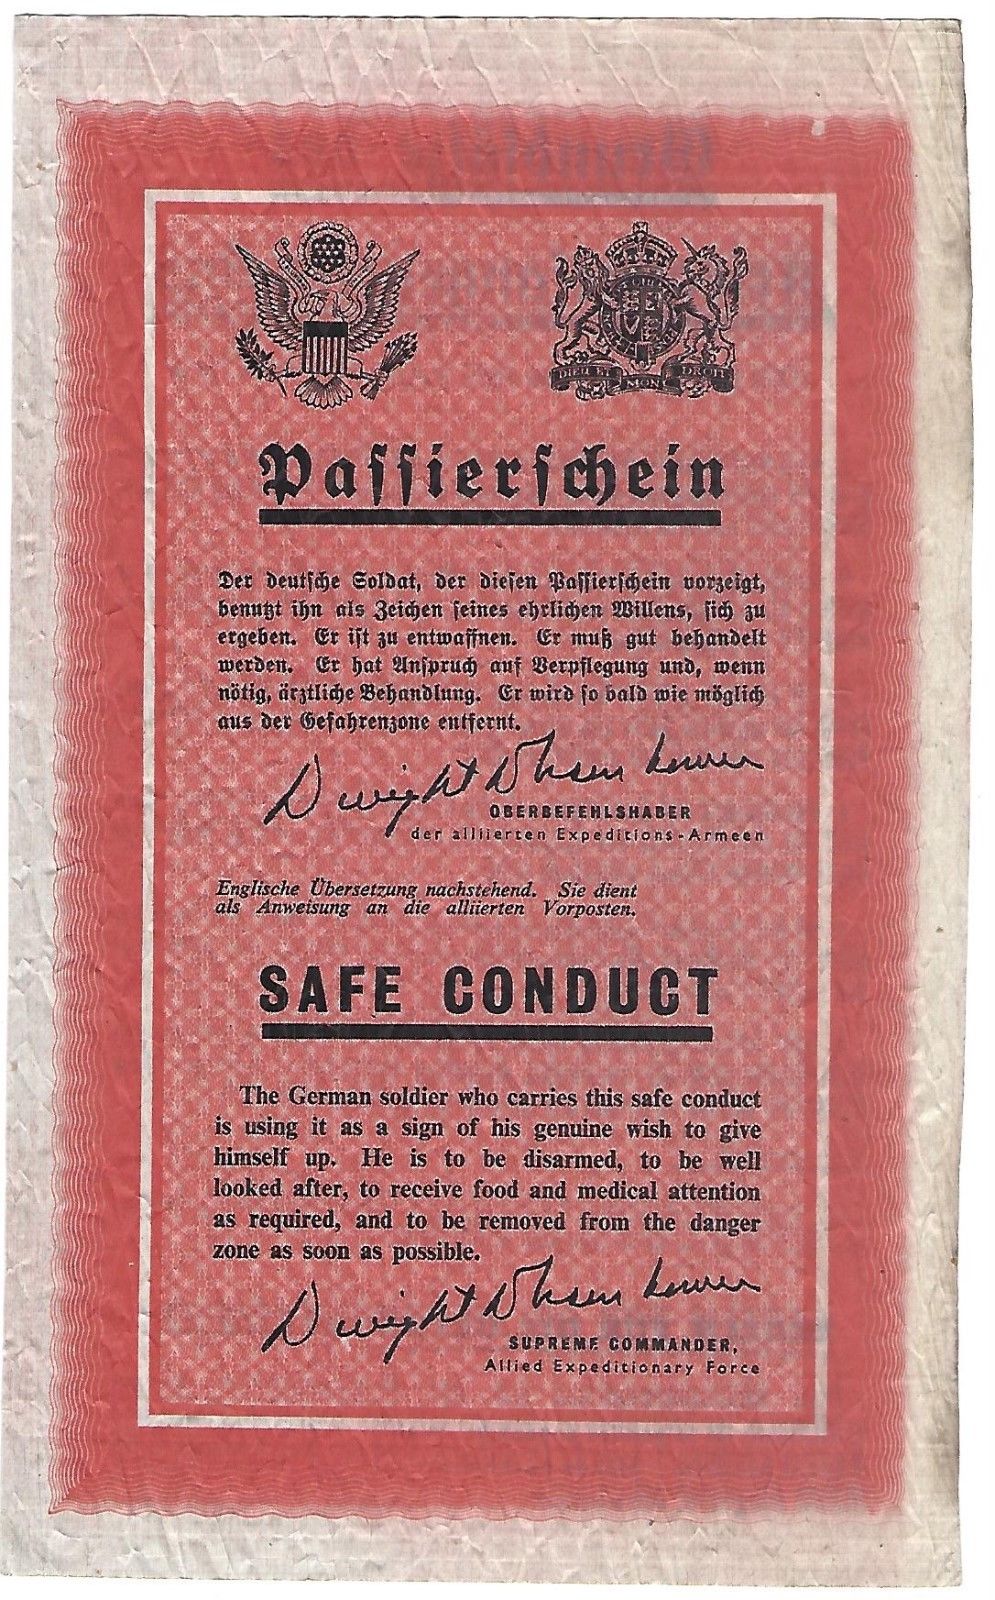 DIEU ET MON DROIT
Passierschein
Der deutsche Soldat, der diesen Passierschein vorzeigt,
benutzt ihn als Zeichen seines ehrlichen Willens, sich zu
ergeben. Er ist zu entwaffnen. Er muß gut behandelt
werden. Er hat Anspruch auf Verpflegung und, wenn
nötig, ärztliche Behandlung. Er wird so bald wie möglich
aus der Gefahrenzone entfernt.
Dwight D Eisenhower
OBERBEFEHLSHABER
der alliierten Expeditions-Armeen
Englische Übersetzung nachstehend. Sie dient
als Anweisung an die alliierten Vorposten.
SAFE CONDUCT
The German soldier who carries this safe conduct
is using it as a sign of his genuine wish to give
himself up. He is to be disarmed, to be well
looked after, to receive food and medical attention
as required, and to be removed from the danger
zone as soon as possible.
Dwight D Eisenhower
SUPREME COMMANDER,
Allied Expeditionary Force